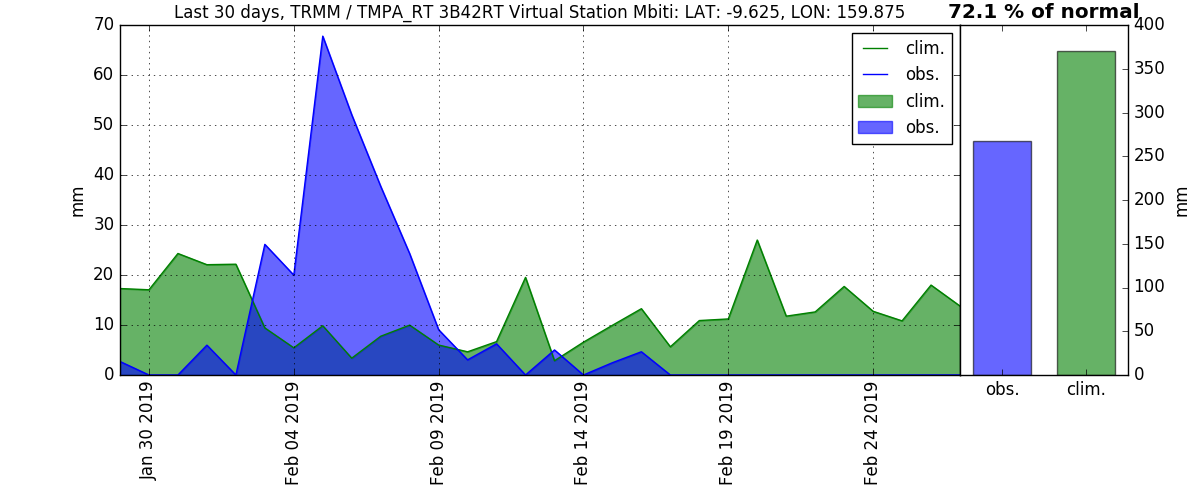 Last 30 days, TRMM / TMPA_RT 3B42RT Virtual Station Mbiti: LAT: -9.625, LON: 159.875
72.1 % of normal
70
60
50
40
30
20
10
0
mm
clim.
obs.
clim.
obs.
Jan 30 2019
Feb 04 2019
Feb 09 2019
Feb 14 2019
Feb 19 2019
Feb 24 2019
400
350
300
250
200
150
100
50
0
mm
obs.
clim.